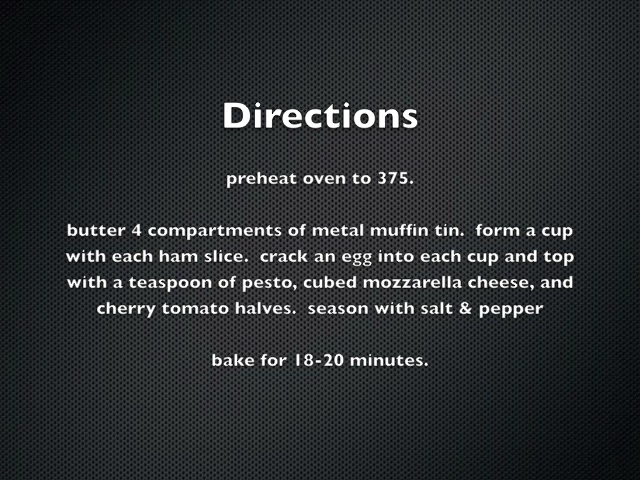 Directions
preheat oven to 375.
butter 4 compartments of metal muffin tin.  form a cup
with each ham slice.  crack an egg into each cup and top
with a teaspoon of pesto, cubed mozzarella cheese, and
cherry tomato halves.  season with salt & pepper
bake for 18-20 minutes.